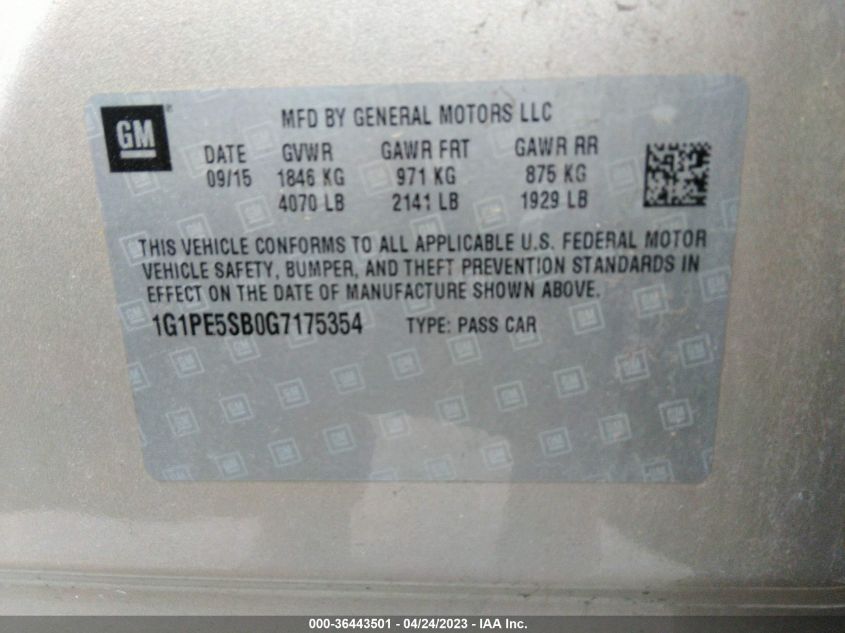 GM ®
MFD BY GENERAL MOTORS LLC
DATE GVWR GAWR FRT GAWR RR
09/15 1846 KG 971 KG 875 KG
4070 LB 2141 LB 1929 LB
THIS VEHICLE CONFORMS TO ALL APPLICABLE U.S. FEDERAL MOTOR
VEHICLE SAFETY, BUMPER, AND THEFT PREVENTION STANDARDS IN
EFFECT ON THE DATE OF MANUFACTURE SHOWN ABOVE.
1G1PE5SB0G7175354 TYPE: PASS CAR
000-36443501 - 04/24/2023 - IAA Inc.